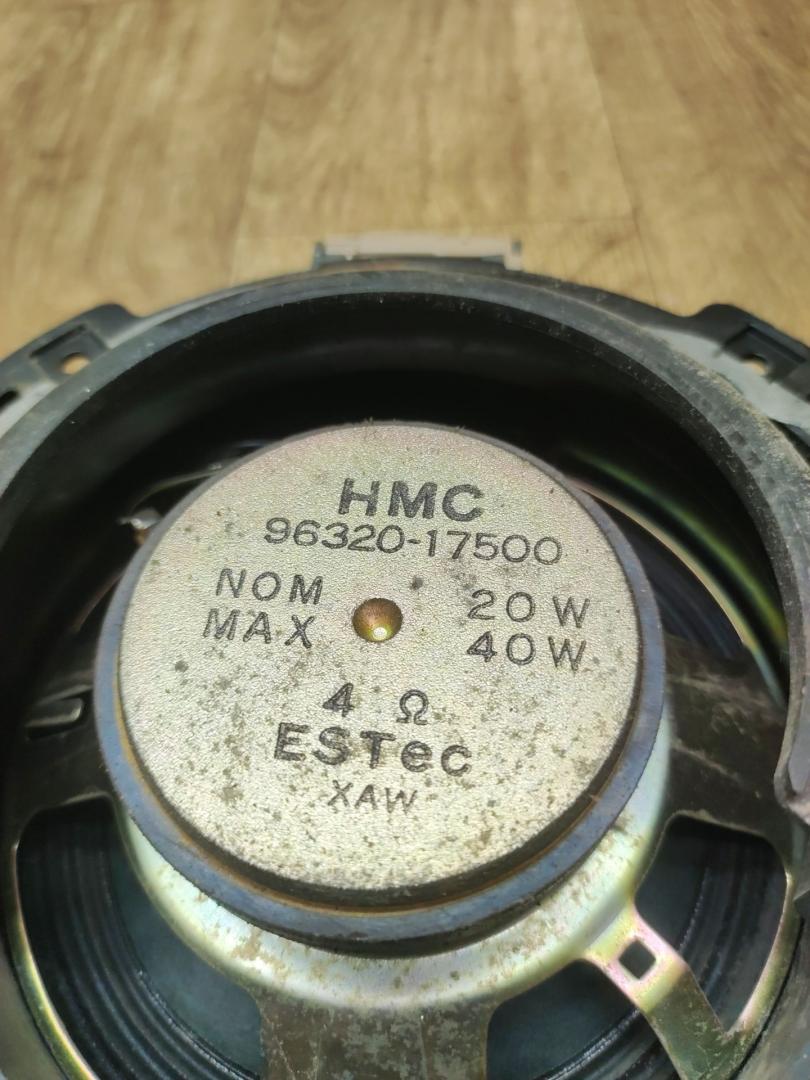 HMC
96320-17500
NOM 20W
MAX 40W
4 Ω
ESTec
XAW